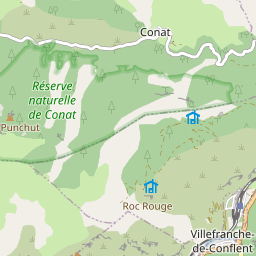 Conat
Réserve
naturelle
de Conat
Punchut
Roc Rouge
Villefranche-
de-Conflent